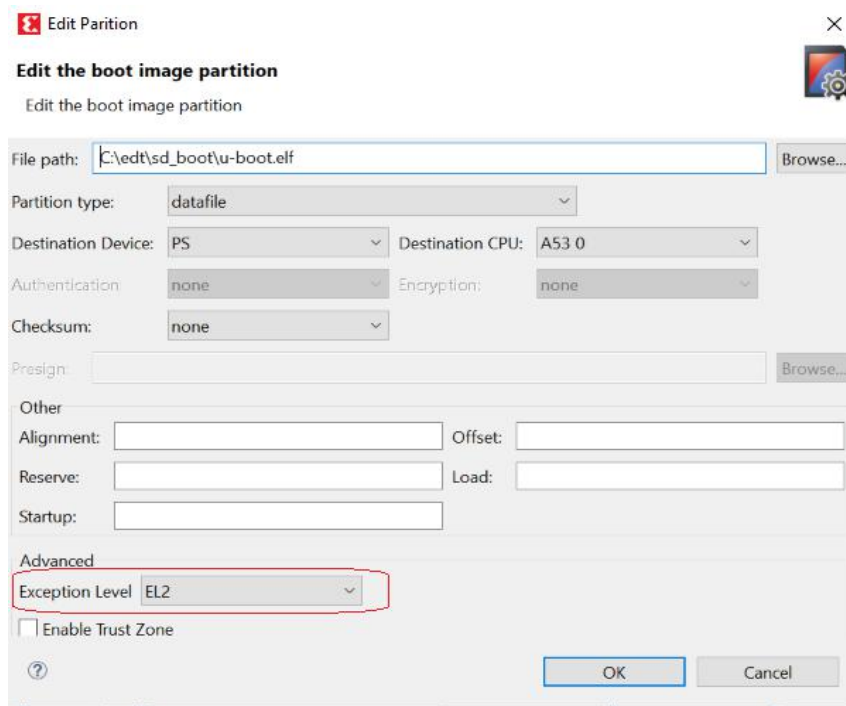 Edit Parition
Edit the boot image partition
Edit the boot image partition
File path: C:\edt\sd_boot\u-boot.elf Browse...
Partition type: datafile
Destination Device: PS Destination CPU: A53 0
Authentication none Encryption: none
Checksum: none
Presign: Browse...
Other
Alignment: Offset:
Reserve: Load:
Startup:
Advanced
Exception Level EL2
Enable Trust Zone
OK Cancel